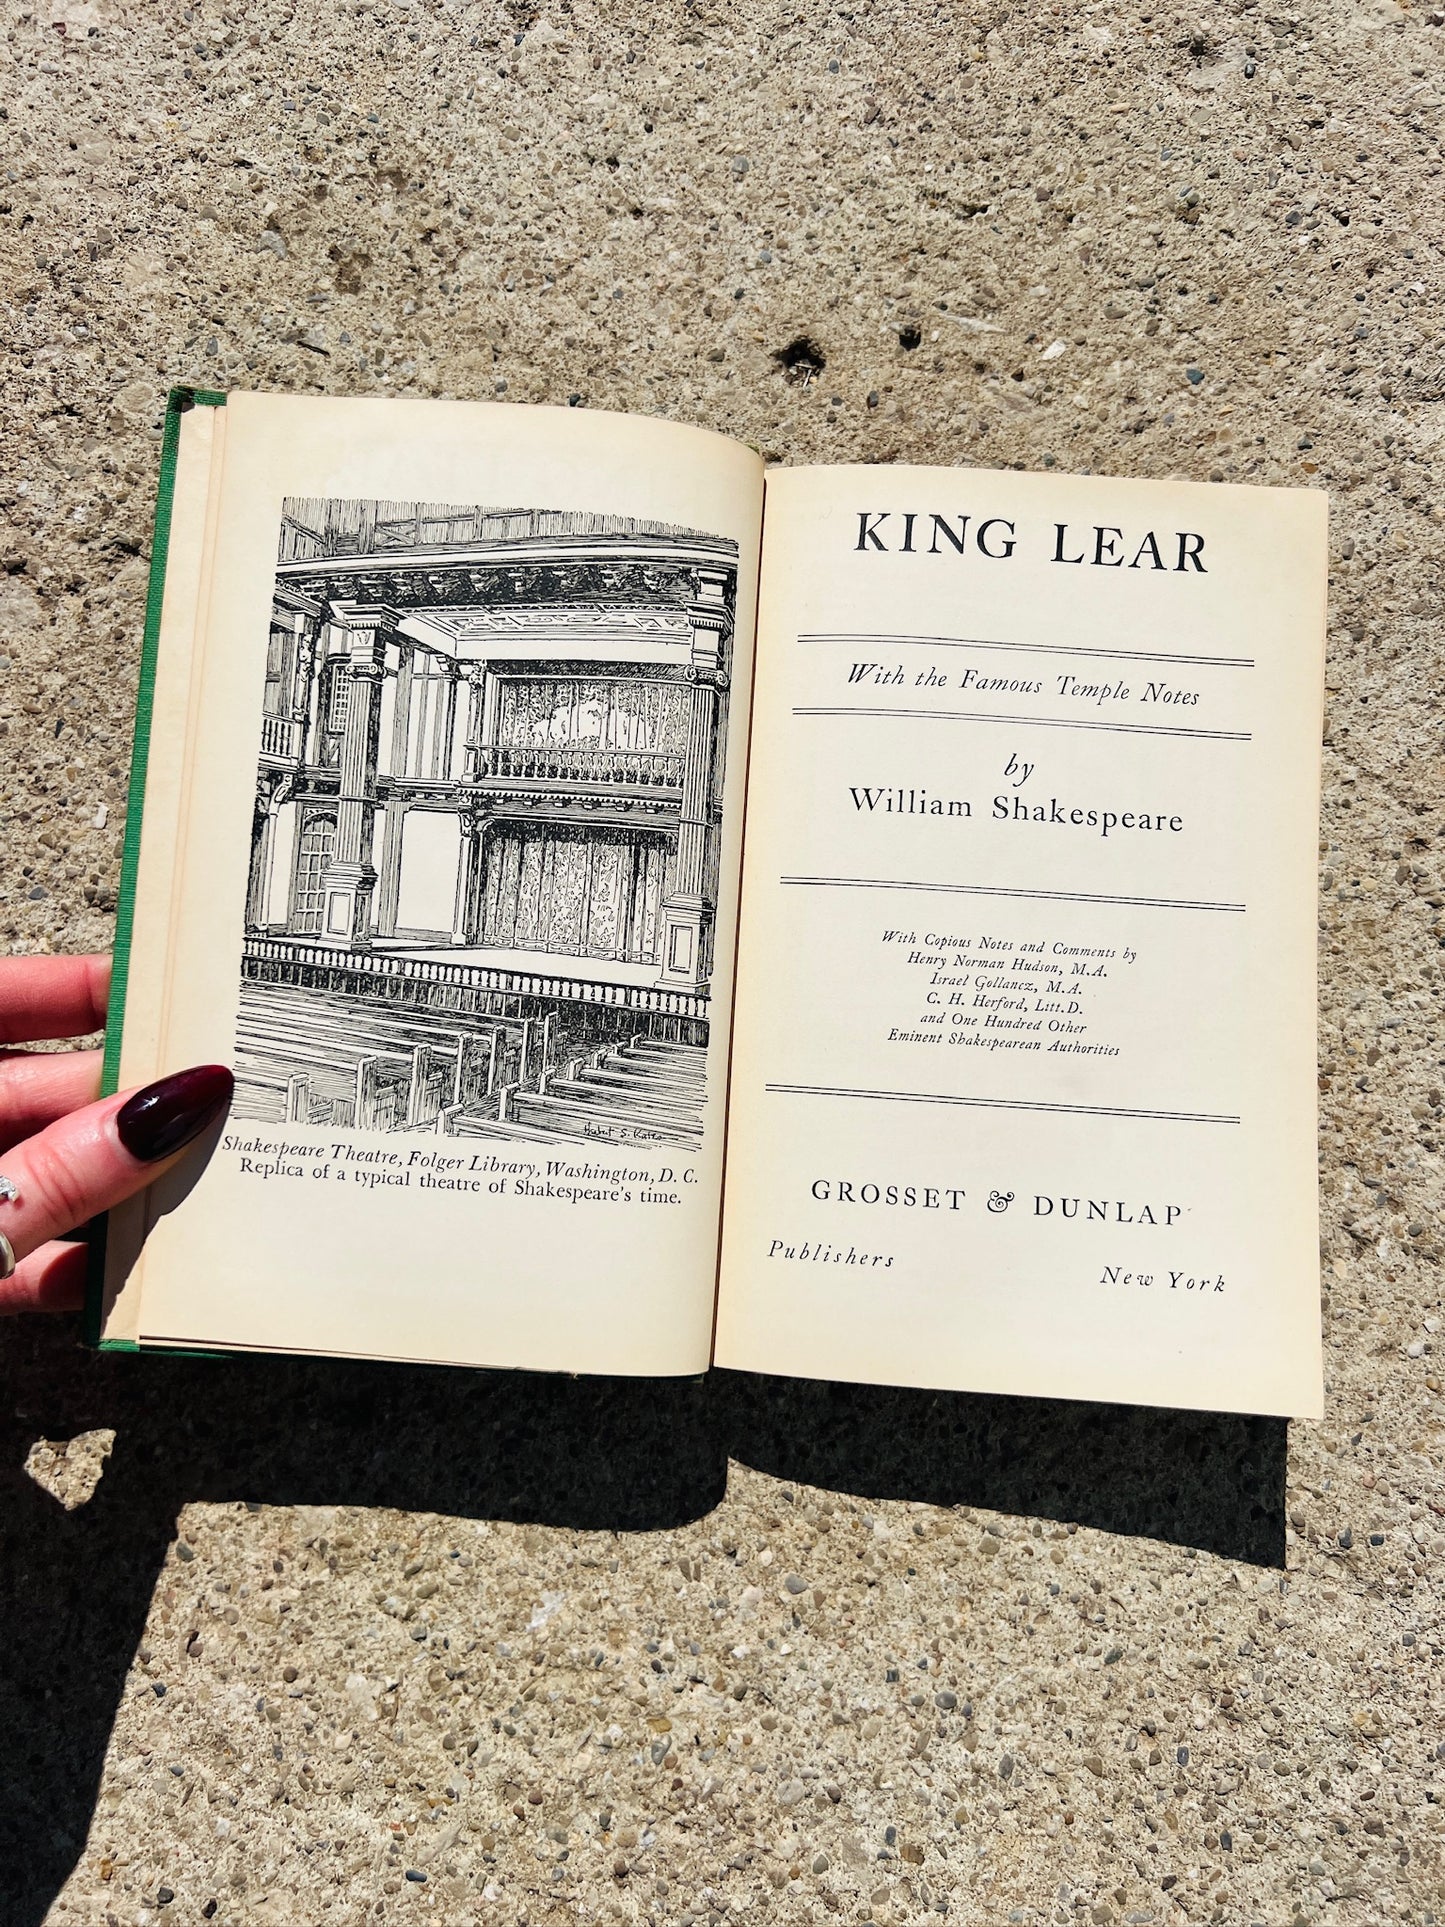 Shakespeare Theatre, Folger Library, Washington, D. C.
Replica of a typical theatre of Shakespeare's time.
KING LEAR
With the Famous Temple Notes
by
William Shakespeare
With Copious Notes and Comments by
Henry Norman Hudson, M.A.
Israel Gollancz, M.A.
C. H. Herford, Litt.D.
and One Hundred Other
Eminent Shakespearean Authorities
GROSSET & DUNLAP
Publishers New York